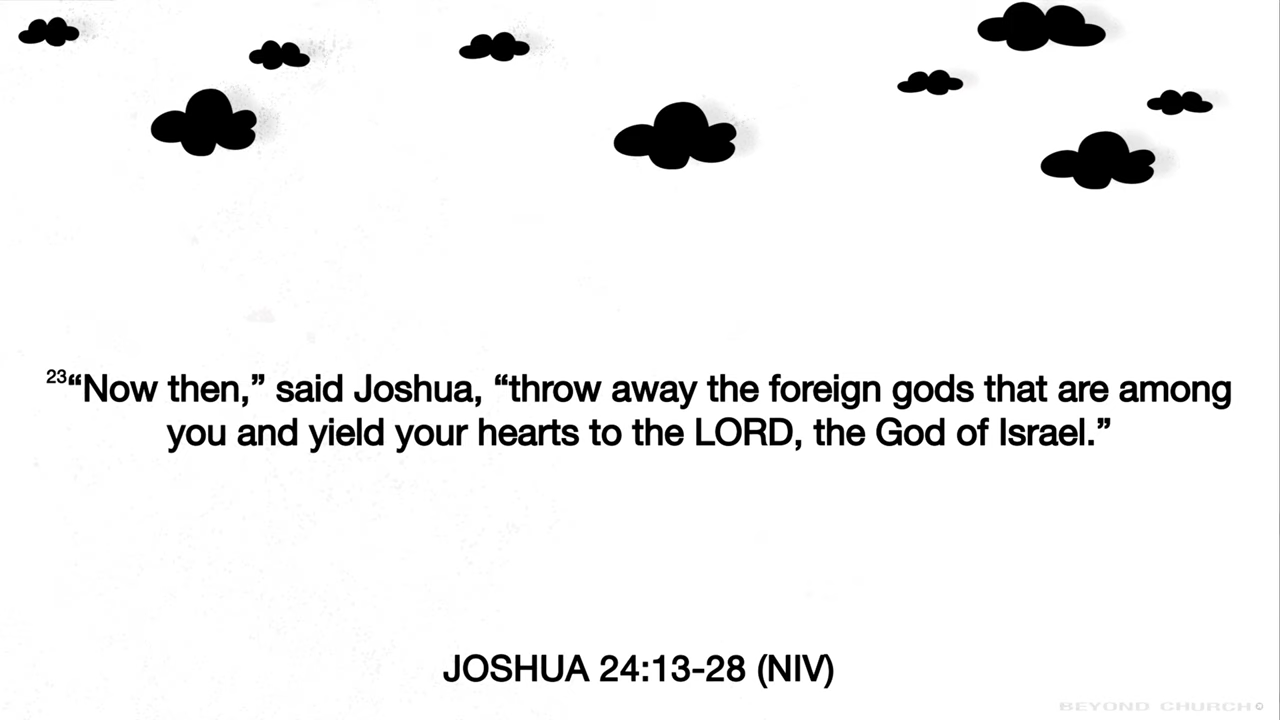 23“Now then,” said Joshua, “throw away the foreign gods that are among
you and yield your hearts to the LORD, the God of Israel.”
JOSHUA 24:13-28 (NIV)
BEYOND CHURCH©